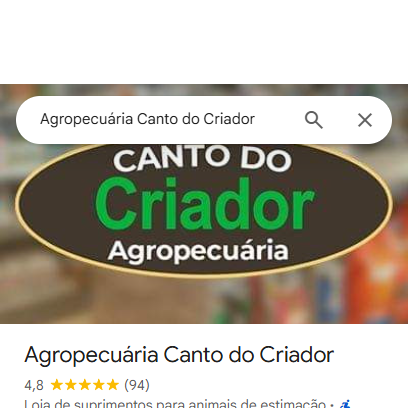 Agropecuária Canto do Criador
CANTO DO
Criador
Agropecuária
Agropecuária Canto do Criador
4,8 (94)
Loja de suprimentos para animais de estimação ·